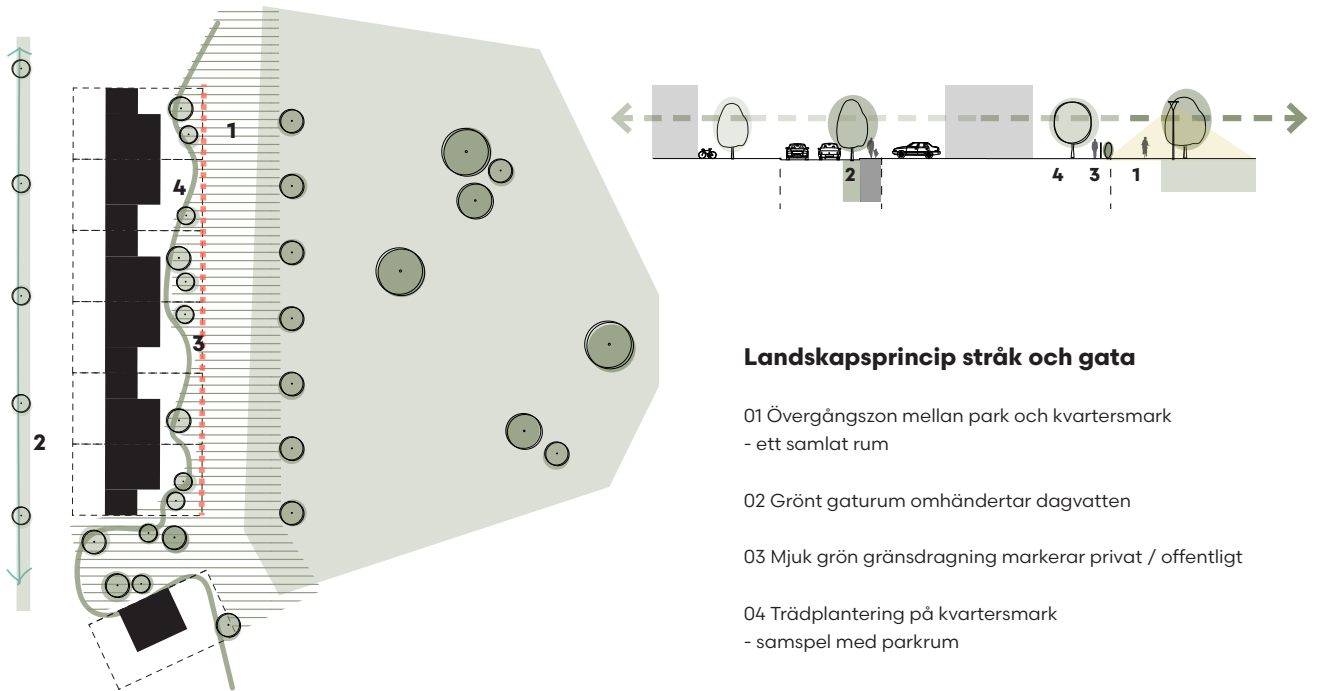 1
4
3
2
2
4 3 1
Landskapsprincip stråk och gata
01 Övergångszon mellan park och kvartersmark
- ett samlat rum
02 Grönt gaturum omhändertar dagvatten
03 Mjuk grön gränsdragning markerar privat / offentligt
04 Trädplantering på kvartersmark
- samspel med parkrum